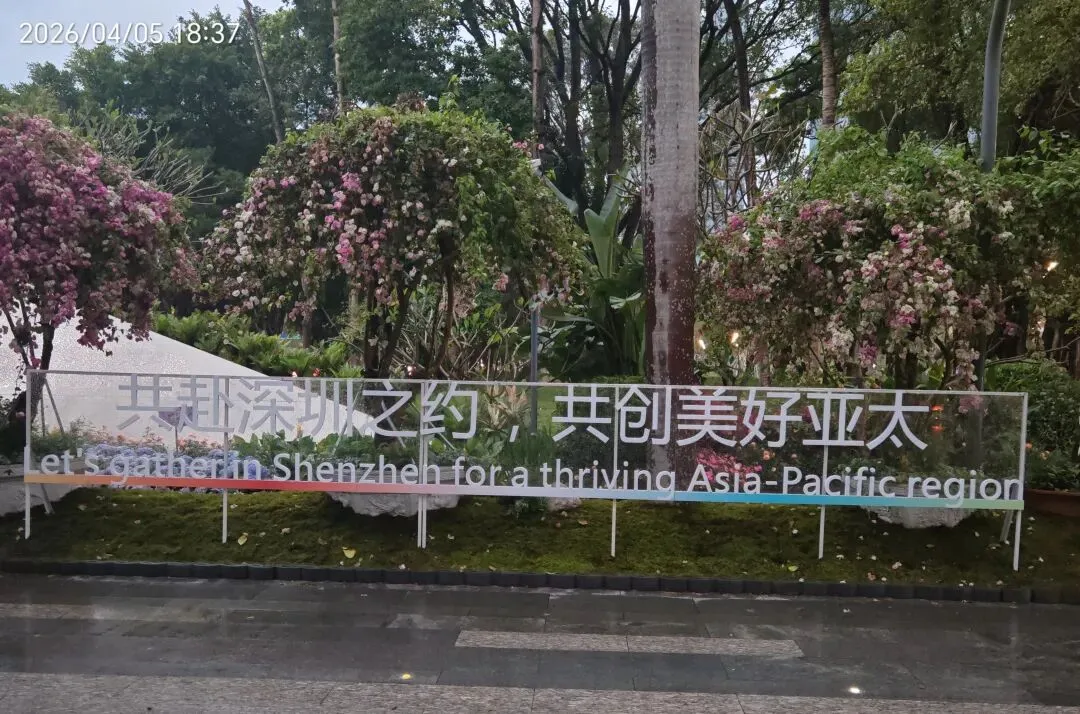 2026/04/05 18:37
共赴深圳之约，共创美好亚太
Let's gather in Shenzhen for a thriving Asia-Pacific region